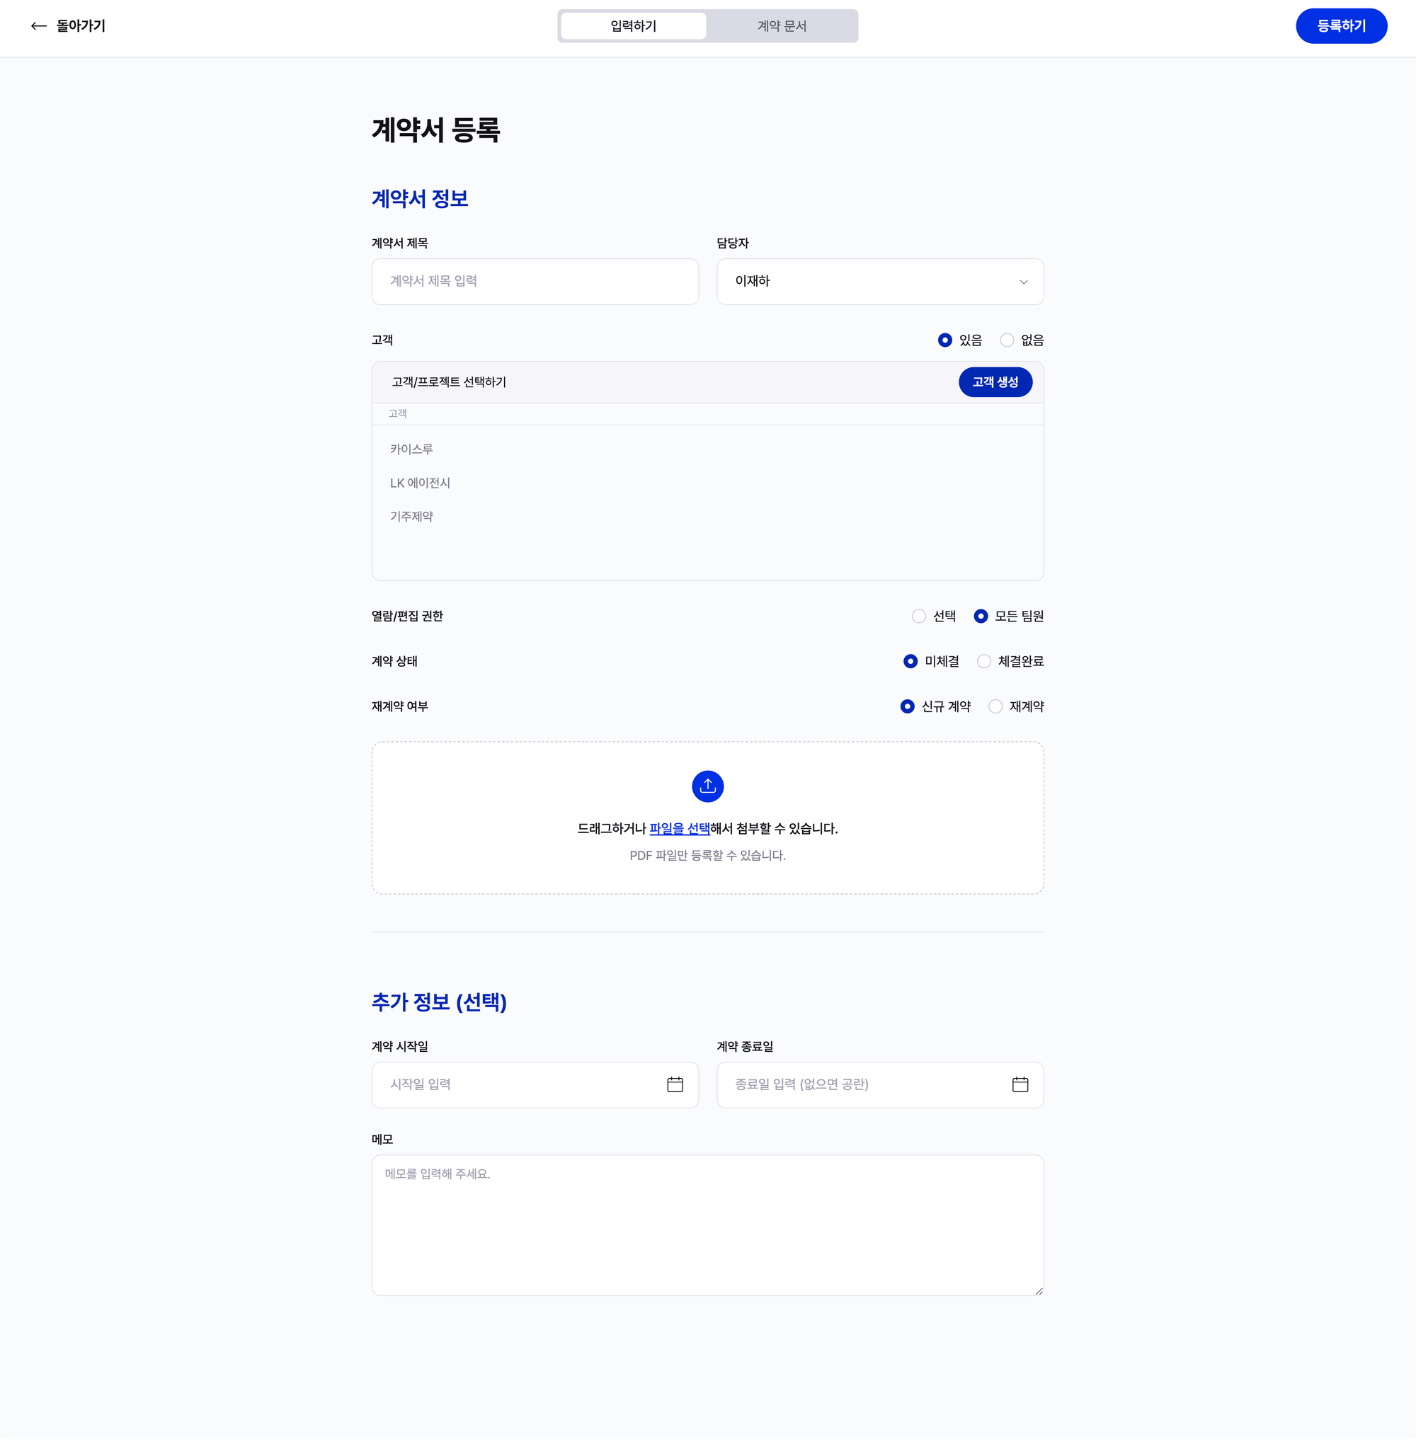 돌아가기
입력하기
계약 문서
등록하기
계약서 등록
계약서 정보
계약서 제목
담당자
계약서 제목 입력
이재하
고객
있음
없음
고객/프로젝트 선택하기
고객 생성
고객
카이스루
LK 에이전시
기주제약
열람/편집 권한
선택
모든 팀원
계약 상태
미체결
체결완료
재계약 여부
신규 계약
재계약
드래그하거나 파일을 선택해서 첨부할 수 있습니다.
PDF 파일만 등록할 수 있습니다.
추가 정보 (선택)
계약 시작일
계약 종료일
시작일 입력
종료일 입력 (없으면 공란)
메모
메모를 입력해 주세요.